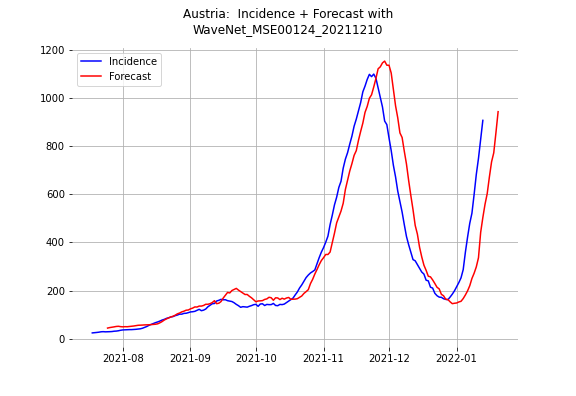 Austria:  Incidence + Forecast with
WaveNet_MSE00124_20211210
Incidence
Forecast
1200
1000
800
600
400
200
0
2021-08 2021-09 2021-10 2021-11 2021-12 2022-01